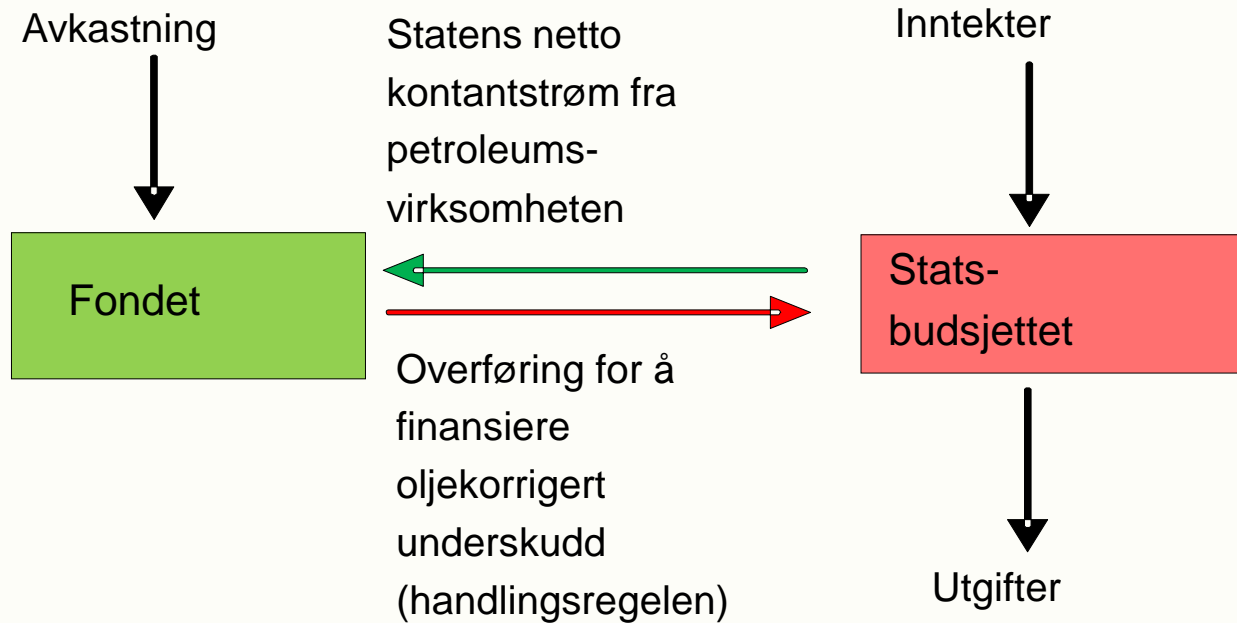 Avkastning
Statens netto
kontantstrøm fra
petroleums-
virksomheten
Inntekter
Fondet
Stats-
budsjettet
Overføring for å
finansiere
oljekorrigert
underskudd
(handlingsregelen)
Utgifter